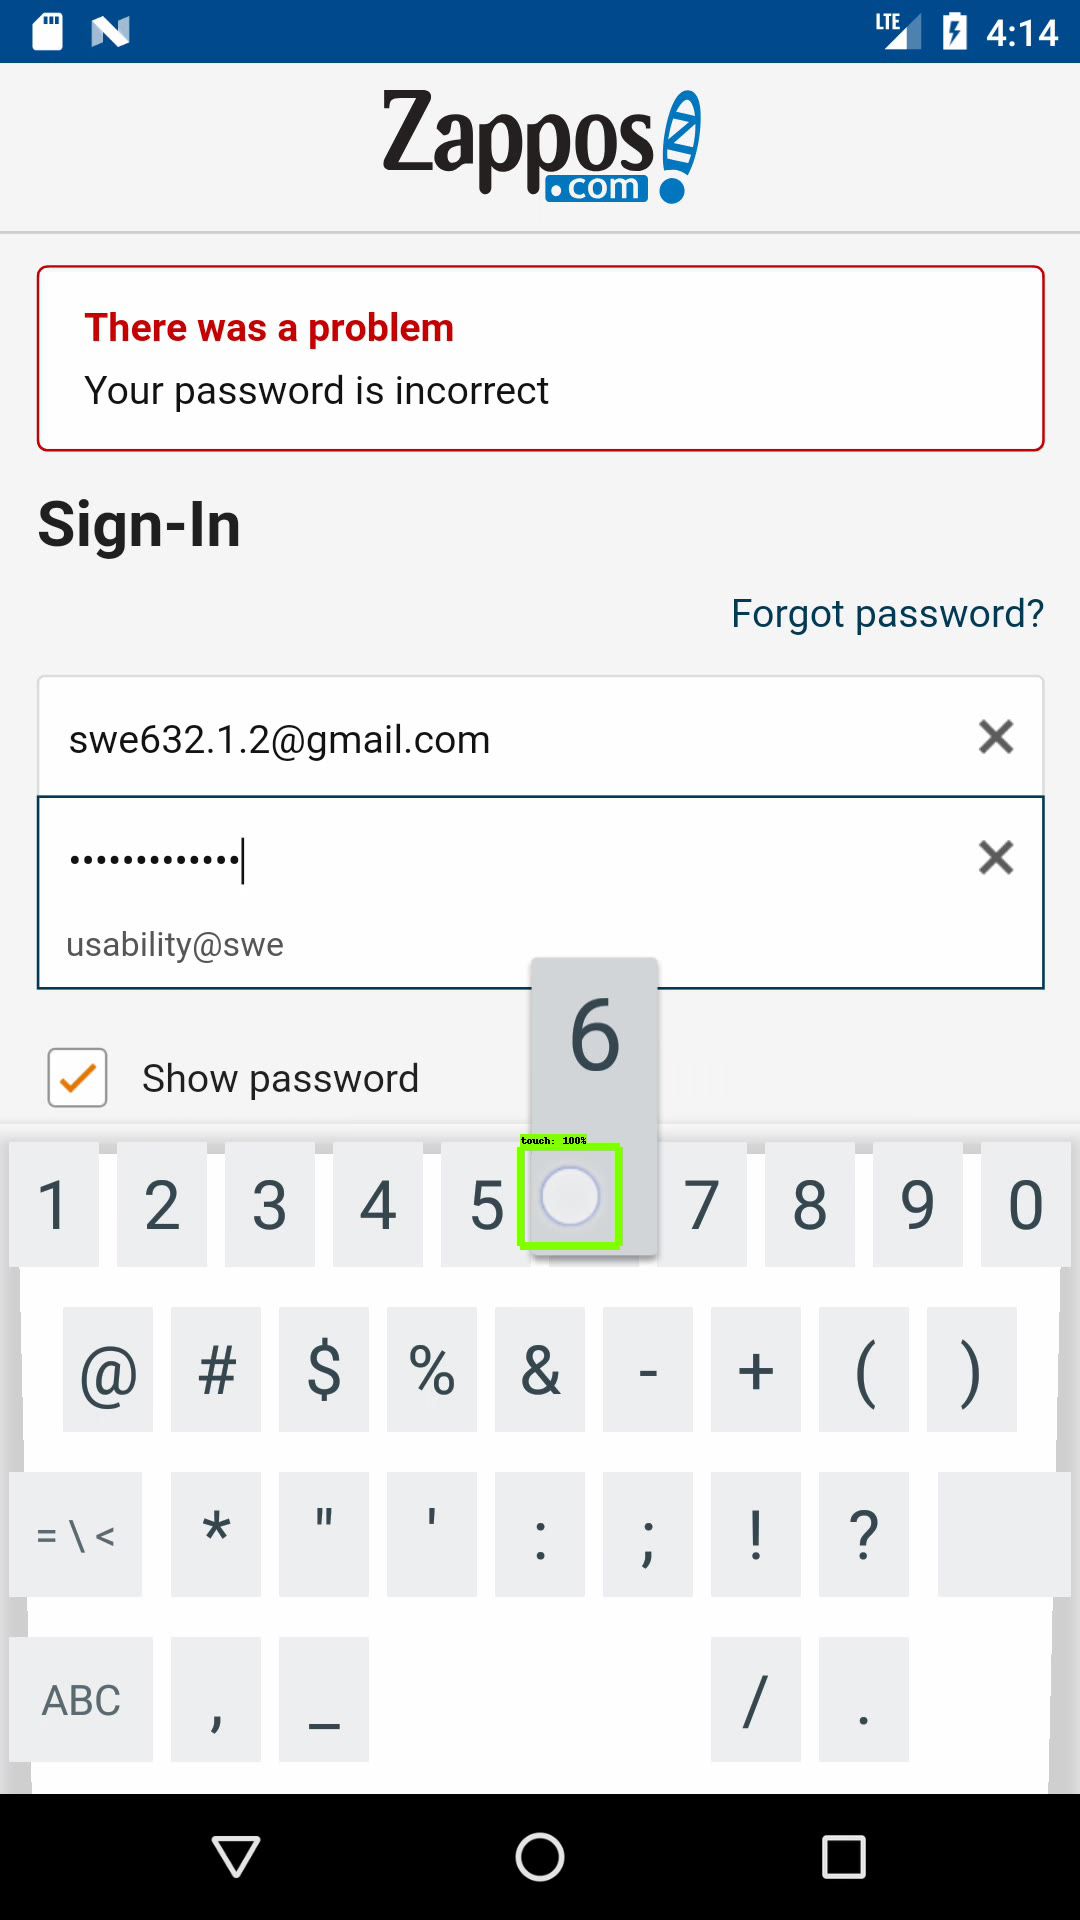 LTE 4:14
Zappos
.com
There was a problem
Your password is incorrect
Sign-In
Forgot password?
swe632.1.2@gmail.com
•••••••••••••
usability@swe
6
Show password
touch: 100%
1 2 3 4 5 7 8 9 0
@ # $ % & - + ( )
= \ < * " ' : ; ! ?
ABC , _ / .